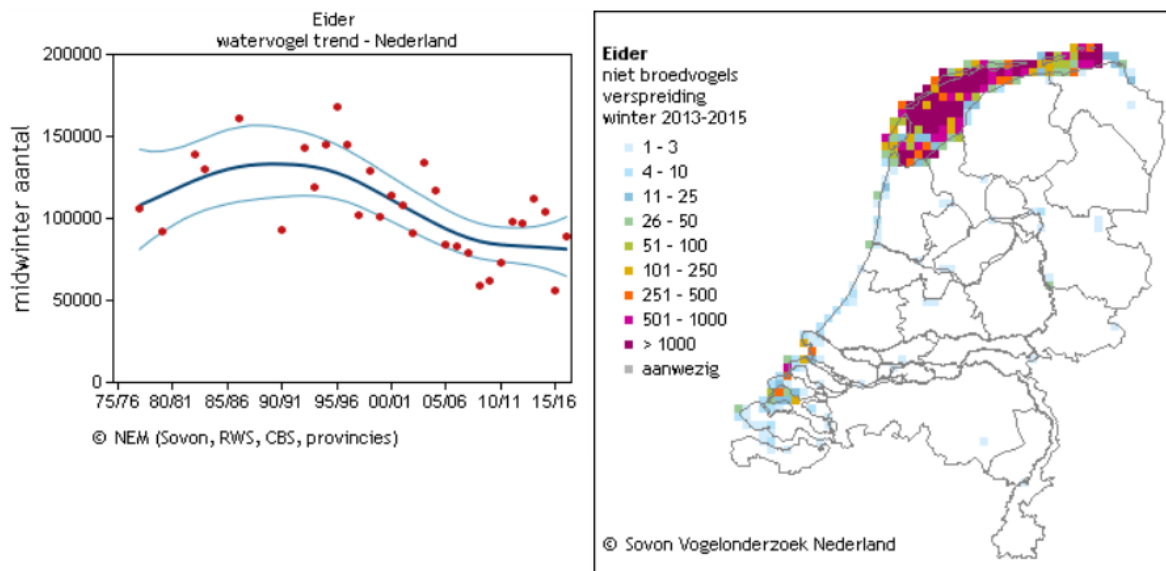 Eider
watervogel trend - Nederland
200000
150000
100000
50000
0
midwinter aantal
75/76 80/81 85/86 90/91 95/96 00/01 05/06 10/11 15/16
© NEM (Sovon, RWS, CBS, provincies)
Eider
niet broedvogels
verspreiding
winter 2013-2015
1 - 3
4 - 10
11 - 25
26 - 50
51 - 100
101 - 250
251 - 500
501 - 1000
> 1000
aanwezig
© Sovon Vogelonderzoek Nederland